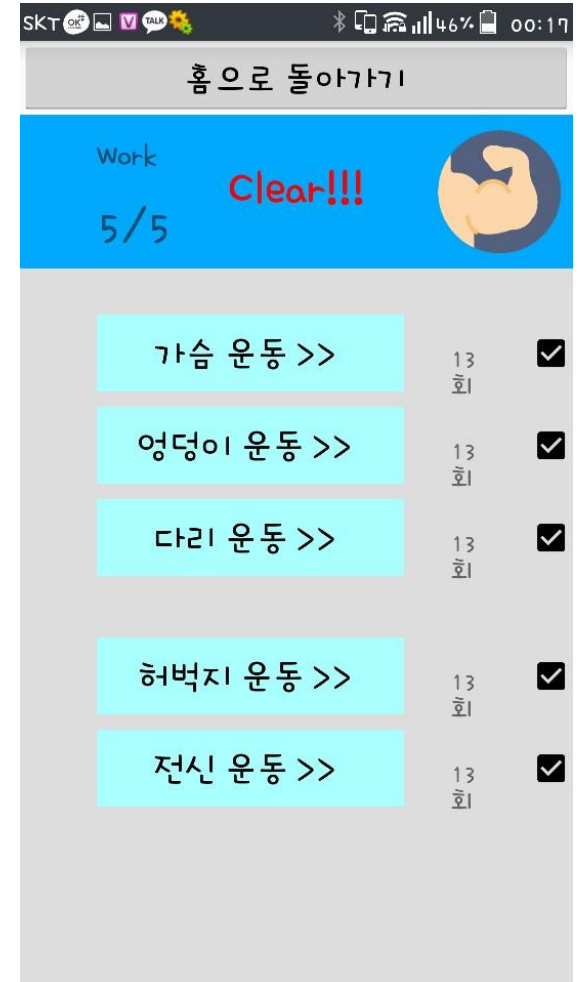 SKT OK V TALK 46% 00:17
홈으로 돌아가기
Work
Clear!!!
5/5
가슴 운동 >>
13
회
엉덩이 운동 >>
13
회
다리 운동 >>
13
회
허벅지 운동 >>
13
회
전신 운동 >>
13
회